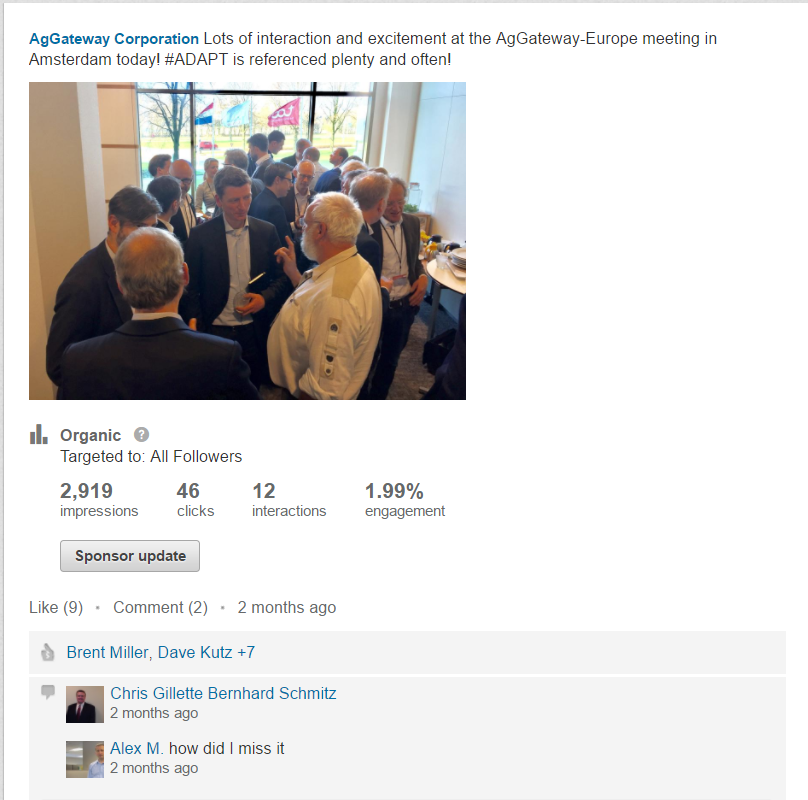 AgGateway Corporation Lots of interaction and excitement at the AgGateway-Europe meeting in
Amsterdam today! #ADAPT is referenced plenty and often!
Organic ?
Targeted to: All Followers
2,919 46 12 1.99%
impressions clicks interactions engagement
Sponsor update
Like (9) • Comment (2) • 2 months ago
Brent Miller, Dave Kutz +7
Chris Gillette Bernhard Schmitz
2 months ago
Alex M. how did I miss it
2 months ago